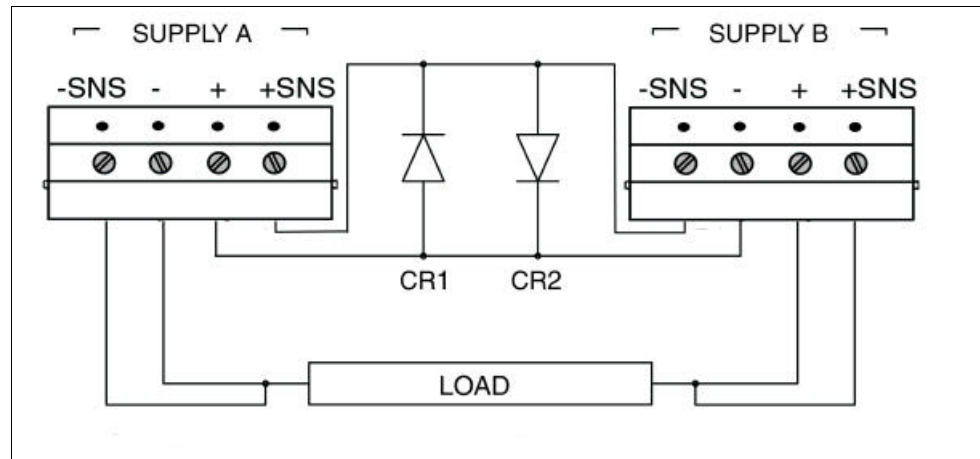 SUPPLY A
SUPPLY B
-SNS - + +SNS
-SNS - + +SNS
CR1 CR2
LOAD